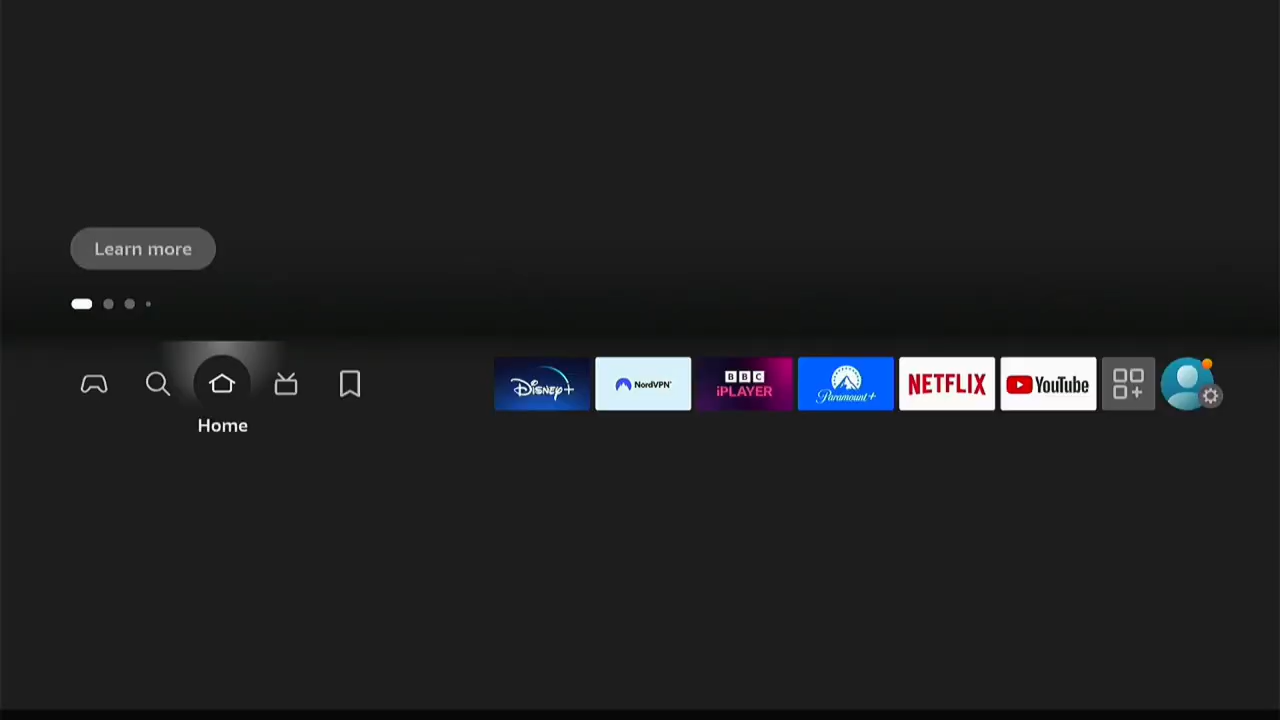 Learn more
Disney+
NordVPN
BBC
iPLAYER
Paramount+
NETFLIX
YouTube
Home